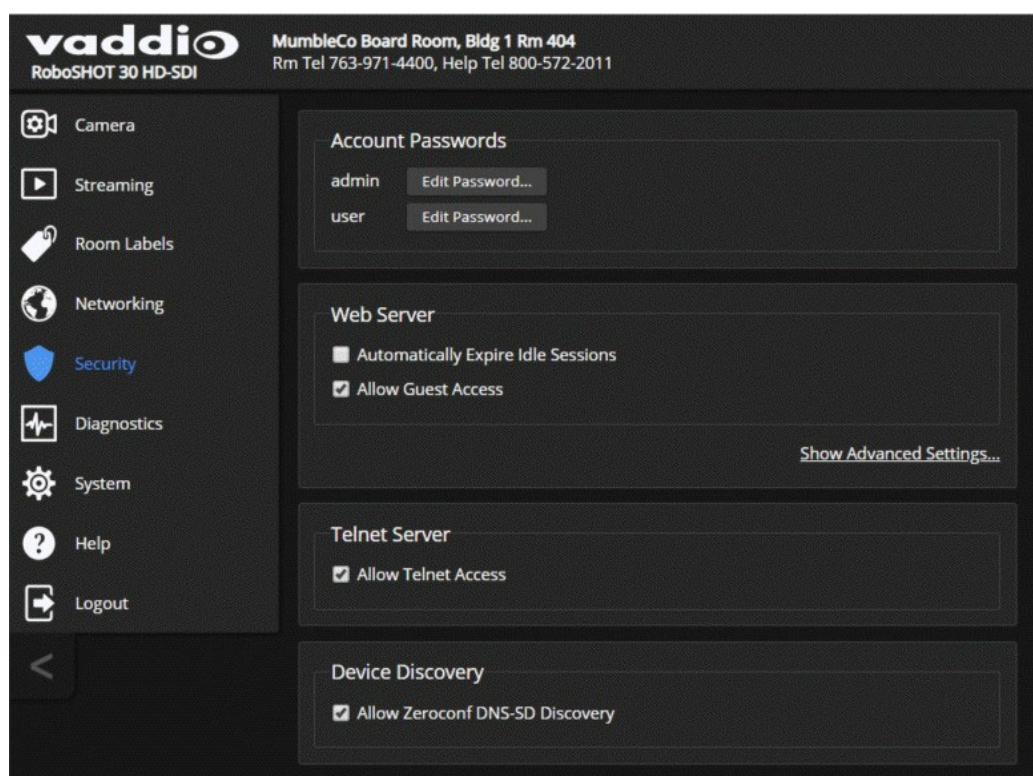 vaddio
RoboSHOT 30 HD-SDI
MumbleCo Board Room, Bldg 1 Rm 404
Rm Tel 763-971-4400, Help Tel 800-572-2011
Camera
Streaming
Room Labels
Networking
Security
Diagnostics
System
Help
Logout
<
Account Passwords
admin Edit Password...
user Edit Password...
Web Server
Automatically Expire Idle Sessions
Allow Guest Access
Show Advanced Settings...
Telnet Server
Allow Telnet Access
Device Discovery
Allow Zeroconf DNS-SD Discovery